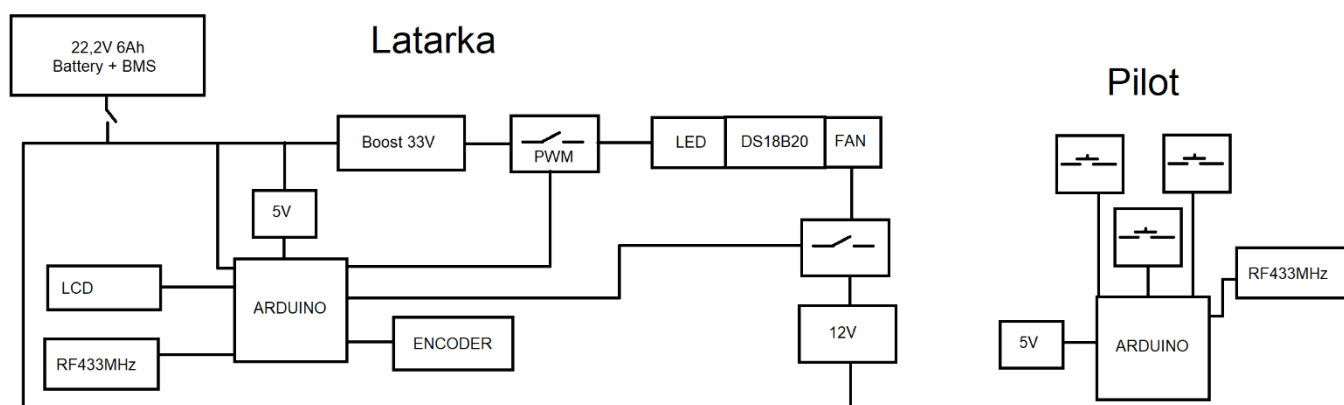 Latarka
22,2V 6Ah
Battery + BMS
Boost 33V
PWM
LED
DS18B20
FAN
5V
LCD
ARDUINO
RF433MHz
ENCODER
12V
Pilot
RF433MHz
5V
ARDUINO